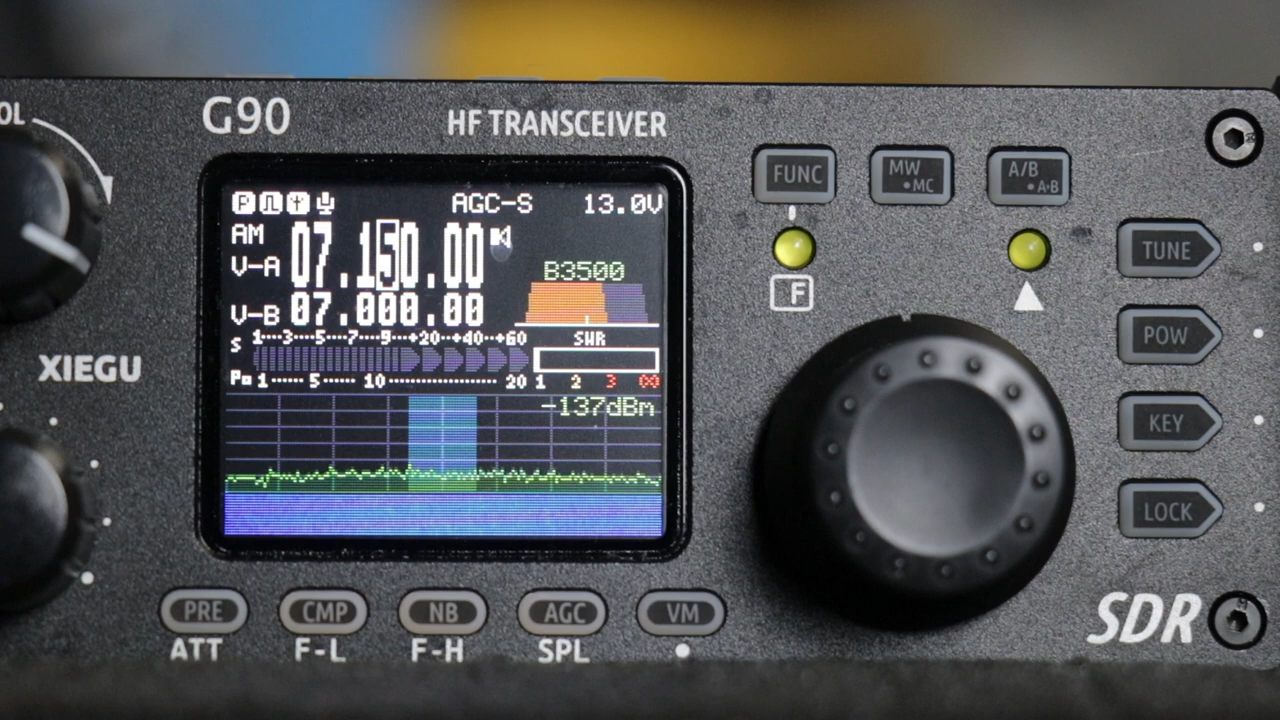 OL
G90
HF TRANSCEIVER
P AGC-S 13.0V
AM
07.150.00
V-A
B3500
V-B 07.000.00
S 1 3 5 7 9 +20 +40 +60 SWR
Po 1 5 10 20 1 2 3 ∞
-137dBm
XIEGU
FUNC
MW
•MC
A/B
•A›B
F
TUNE
POW
KEY
LOCK
PRE CMP NB AGC VM
ATT F-L F-H SPL
SDR